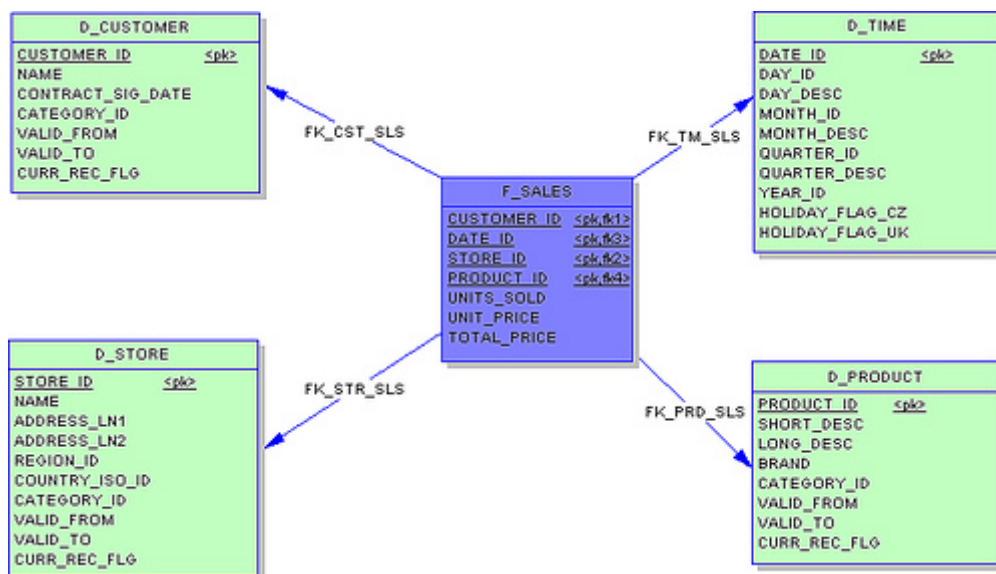 D_CUSTOMER
CUSTOMER_ID <pk>
NAME
CONTRACT_SIG_DATE
CATEGORY_ID
VALID_FROM
VALID_TO
CURR_REC_FLG
D_TIME
DATE_ID <pk>
DAY_ID
DAY_DESC
MONTH_ID
MONTH_DESC
QUARTER_ID
QUARTER_DESC
YEAR_ID
HOLIDAY_FLAG_CZ
HOLIDAY_FLAG_UK
FK_CST_SLS
FK_TM_SLS
F_SALES
CUSTOMER_ID <pk,fk1>
DATE_ID <pk,fk3>
STORE_ID <pk,fk2>
PRODUCT_ID <pk,fk4>
UNITS_SOLD
UNIT_PRICE
TOTAL_PRICE
FK_STR_SLS
FK_PRD_SLS
D_STORE
STORE_ID <pk>
NAME
ADDRESS_LN1
ADDRESS_LN2
REGION_ID
COUNTRY_ISO_ID
CATEGORY_ID
VALID_FROM
VALID_TO
CURR_REC_FLG
D_PRODUCT
PRODUCT_ID <pk>
SHORT_DESC
LONG_DESC
BRAND
CATEGORY_ID
VALID_FROM
VALID_TO
CURR_REC_FLG